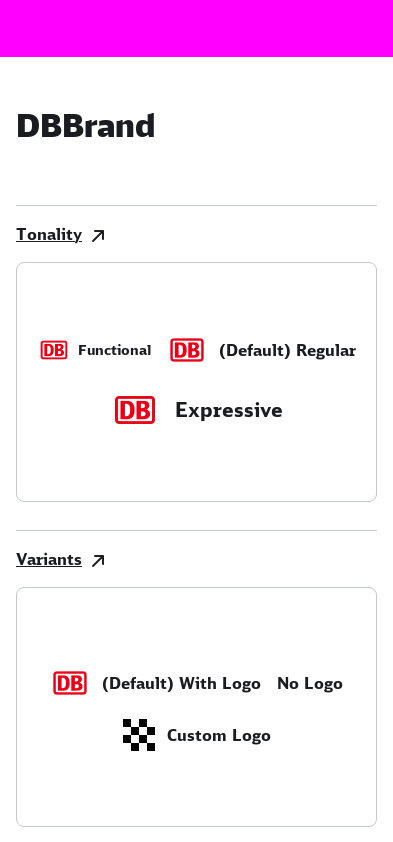 DBBrand
Tonality
DB Functional DB (Default) Regular
DB Expressive
Variants
DB (Default) With Logo No Logo
Custom Logo